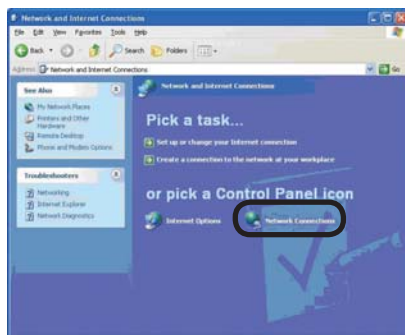 Network and Internet Connections
File Edit View Favorites Tools Help
Back Search Folders
Address Network and Internet Connections Go
See Also
My Network Places
Printers and Other
Hardware
Remote Desktop
Phone and Modem Options
Troubleshooters
Networking
Internet Explorer
Network Diagnostics
Network and Internet Connections
Pick a task...
Set up or change your Internet connection
Create a connection to the network at your workplace
or pick a Control Panel icon
Internet Options Network Connections